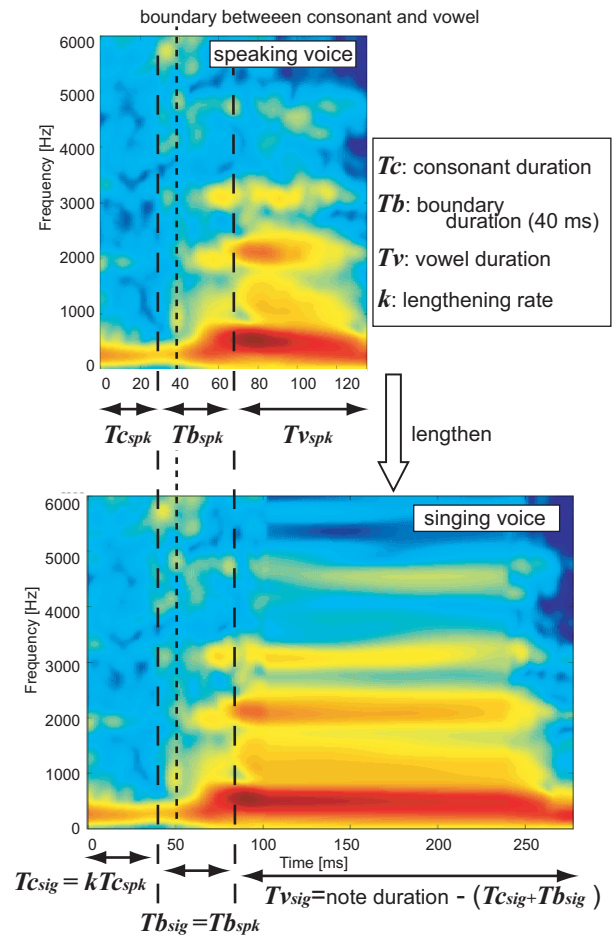 boundary betweeen consonant and vowel
speaking voice
6000
5000
4000
3000
2000
1000
0
Frequency [Hz]
0 20 40 60 80 100 120
Tc: consonant duration
Tb: boundary
duration (40 ms)
Tv: vowel duration
k: lengthening rate
Tcspk Tbspk Tvspk
lengthen
singing voice
5000
4000
3000
2000
1000
0
Frequency [Hz]
0 50 100 150 200 250
Time [ms]
Tcsig = kTcspk
Tvsig=note duration - (Tcsig+Tbsig )
Tbsig=Tbspk